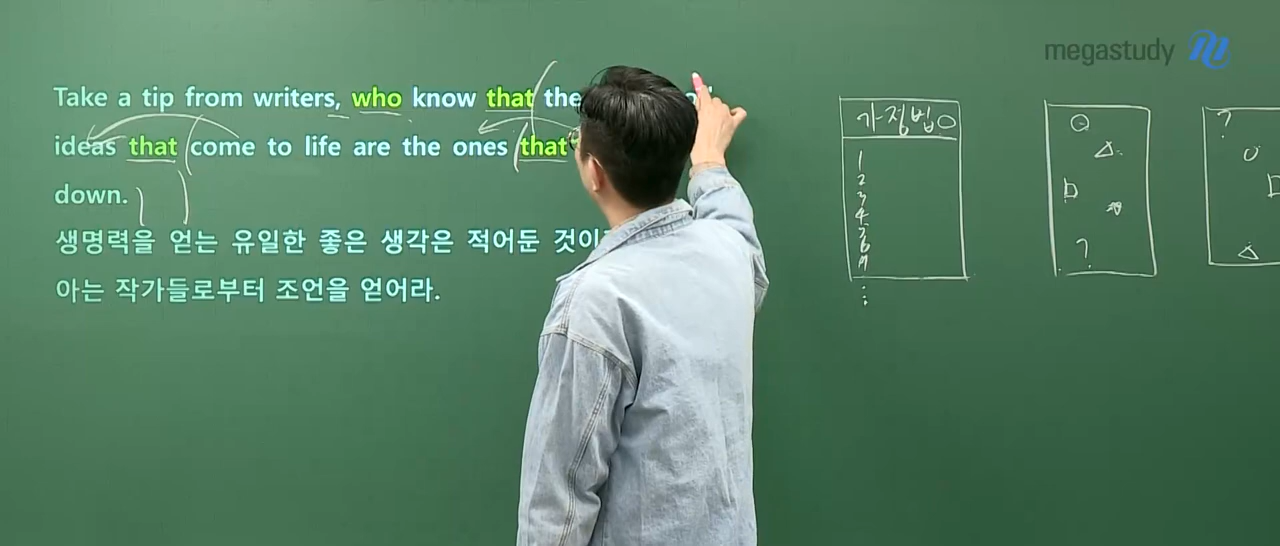 Take a tip from writers, who know that the
ideas that come to life are the ones that
down.
생명력을 얻는 유일한 좋은 생각은 적어둔 것이
아는 작가들로부터 조언을 얻어라.
megastudy
가정법
1
2
3
4
5
6
7
?
?